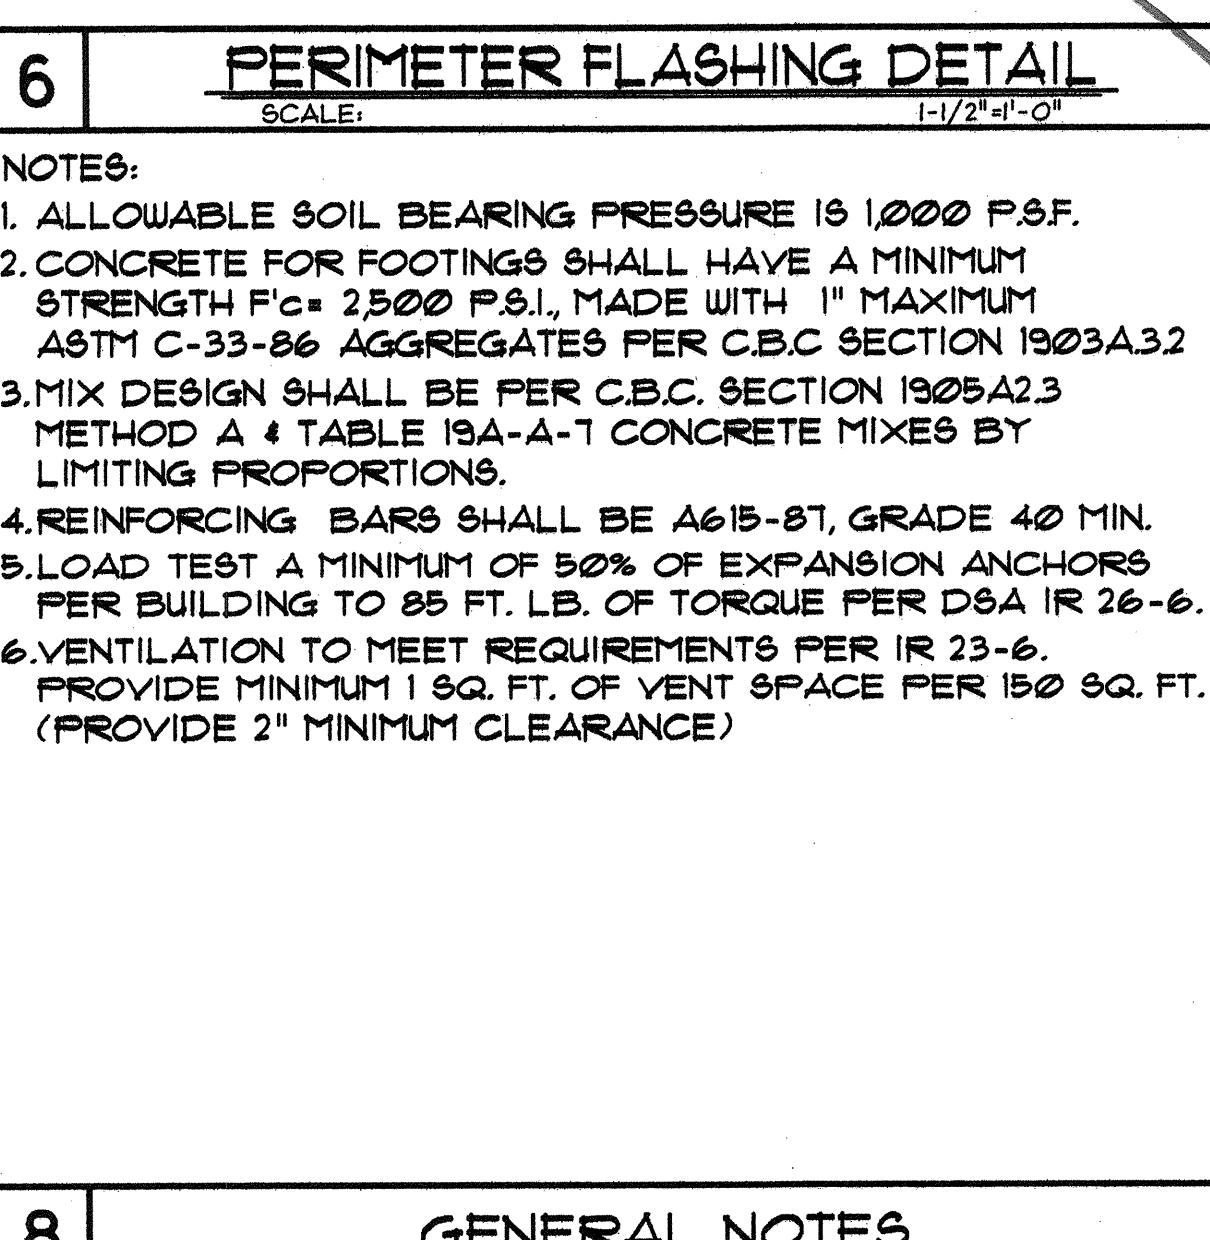 6
PERIMETER FLASHING DETAIL
SCALE: 1-1/2"=1'-0"
NOTES:
1. ALLOWABLE SOIL BEARING PRESSURE IS 1,000 P.S.F.
2. CONCRETE FOR FOOTINGS SHALL HAVE A MINIMUM
STRENGTH F'c= 2,500 P.S.I., MADE WITH 1" MAXIMUM
ASTM C-33-86 AGGREGATES PER C.B.C SECTION 1903A.3.2
3. MIX DESIGN SHALL BE PER C.B.C. SECTION 1905A2.3
METHOD A & TABLE 19A-A-7 CONCRETE MIXES BY
LIMITING PROPORTIONS.
4. REINFORCING BARS SHALL BE A615-87, GRADE 40 MIN.
5. LOAD TEST A MINIMUM OF 50% OF EXPANSION ANCHORS
PER BUILDING TO 85 FT. LB. OF TORQUE PER DSA IR 26-6.
6. VENTILATION TO MEET REQUIREMENTS PER IR 23-6.
PROVIDE MINIMUM 1 SQ. FT. OF VENT SPACE PER 150 SQ. FT.
(PROVIDE 2" MINIMUM CLEARANCE)
8
GENERAL NOTES